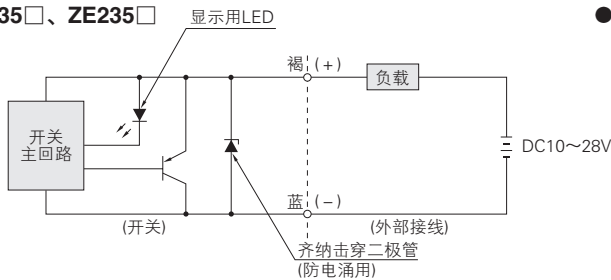 35□、ZE235□
显示用LED
褐 (+)
负载
开关
主回路
DC10～28V
蓝 (−)
(开关)
(外部接线)
齐纳击穿二极管
(防电涌用)